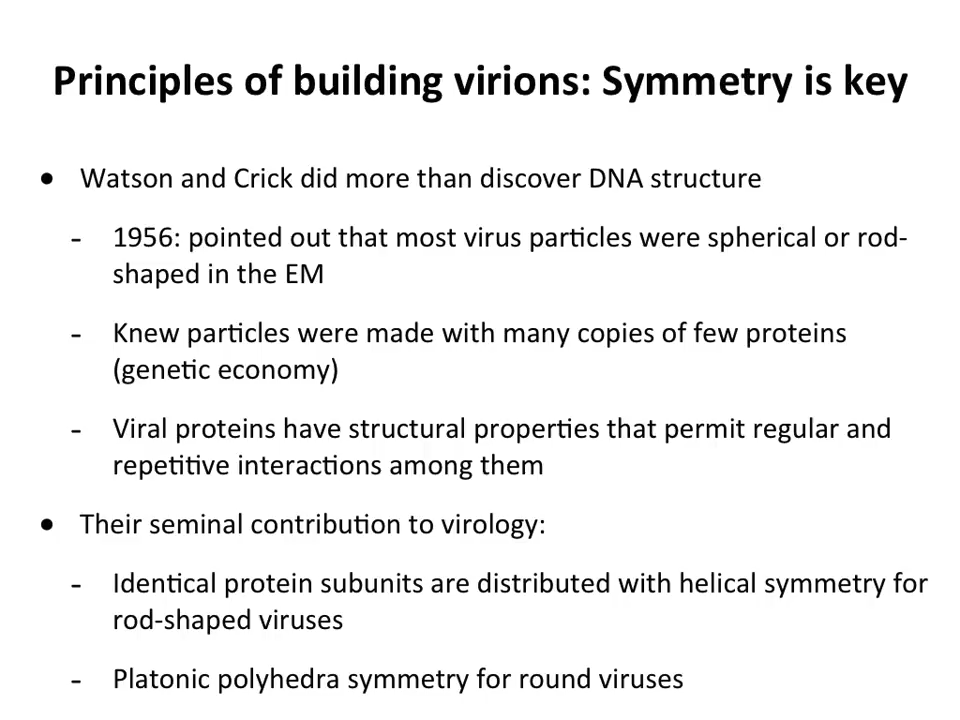 Principles of building virions: Symmetry is key
• Watson and Crick did more than discover DNA structure
- 1956: pointed out that most virus particles were spherical or rod-
shaped in the EM
- Knew particles were made with many copies of few proteins
(genetic economy)
- Viral proteins have structural properties that permit regular and
repetitive interactions among them
• Their seminal contribution to virology:
- Identical protein subunits are distributed with helical symmetry for
rod-shaped viruses
- Platonic polyhedra symmetry for round viruses